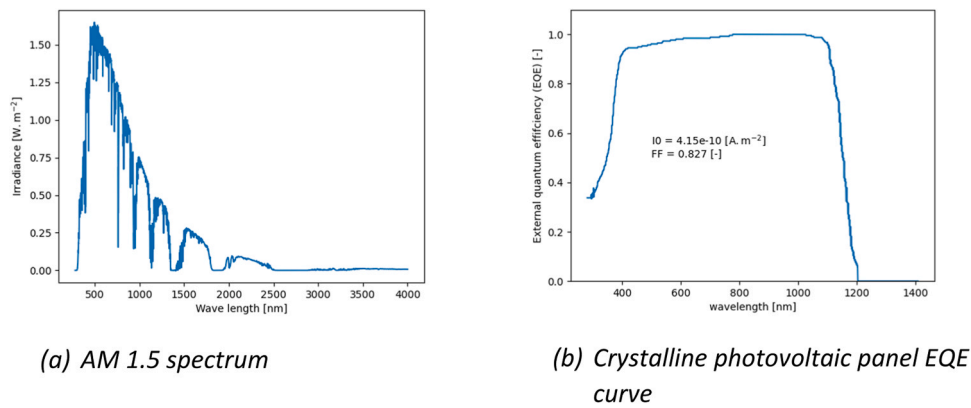 Irradiance [W.m⁻²]
1.50
1.25
1.00
0.75
0.50
0.25
0.00
500 1000 1500 2000 2500 3000 3500 4000
Wave length [nm]
(a) AM 1.5 spectrum
External quantum effifciency (EQE) [-]
1.0
0.8
0.6
0.4
0.2
0.0
I0 = 4.15e-10 [A.m⁻²]
FF = 0.827 [-]
400 600 800 1000 1200 1400
wavelength [nm]
(b) Crystalline photovoltaic panel EQE
curve